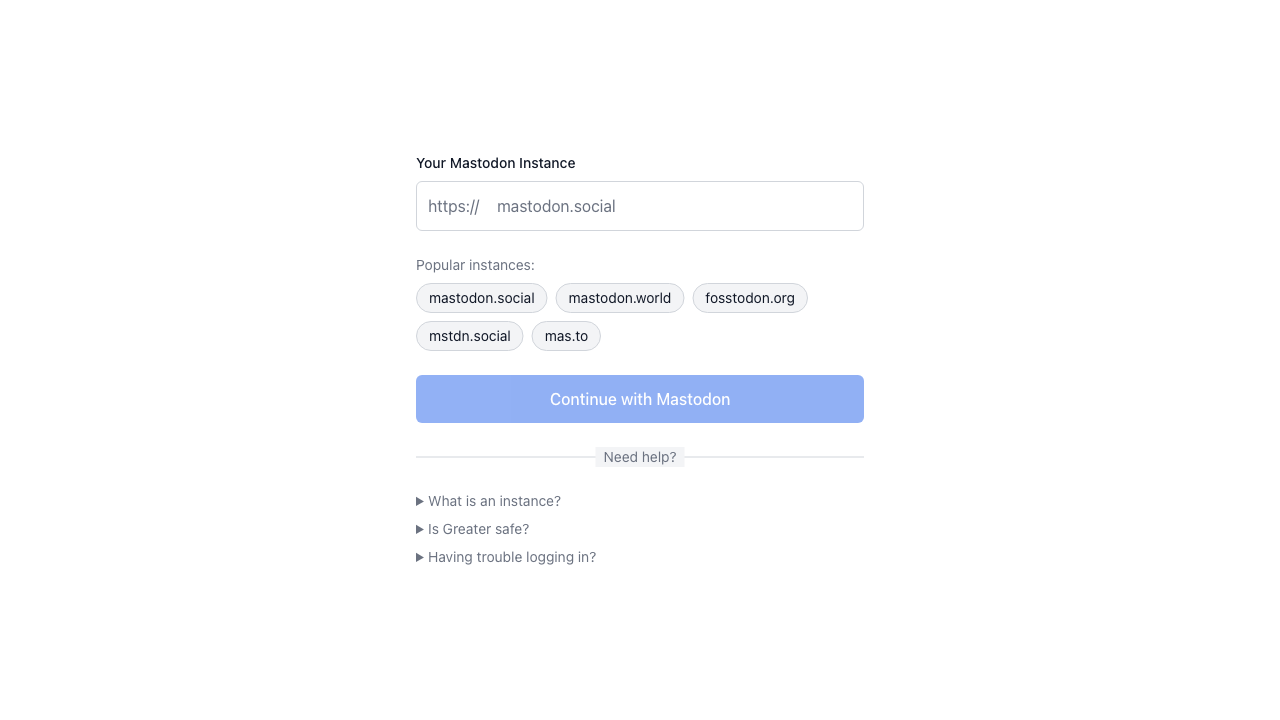 Your Mastodon Instance
https:// mastodon.social
Popular instances:
mastodon.social mastodon.world fosstodon.org
mstdn.social mas.to
Continue with Mastodon
Need help?
What is an instance?
Is Greater safe?
Having trouble logging in?